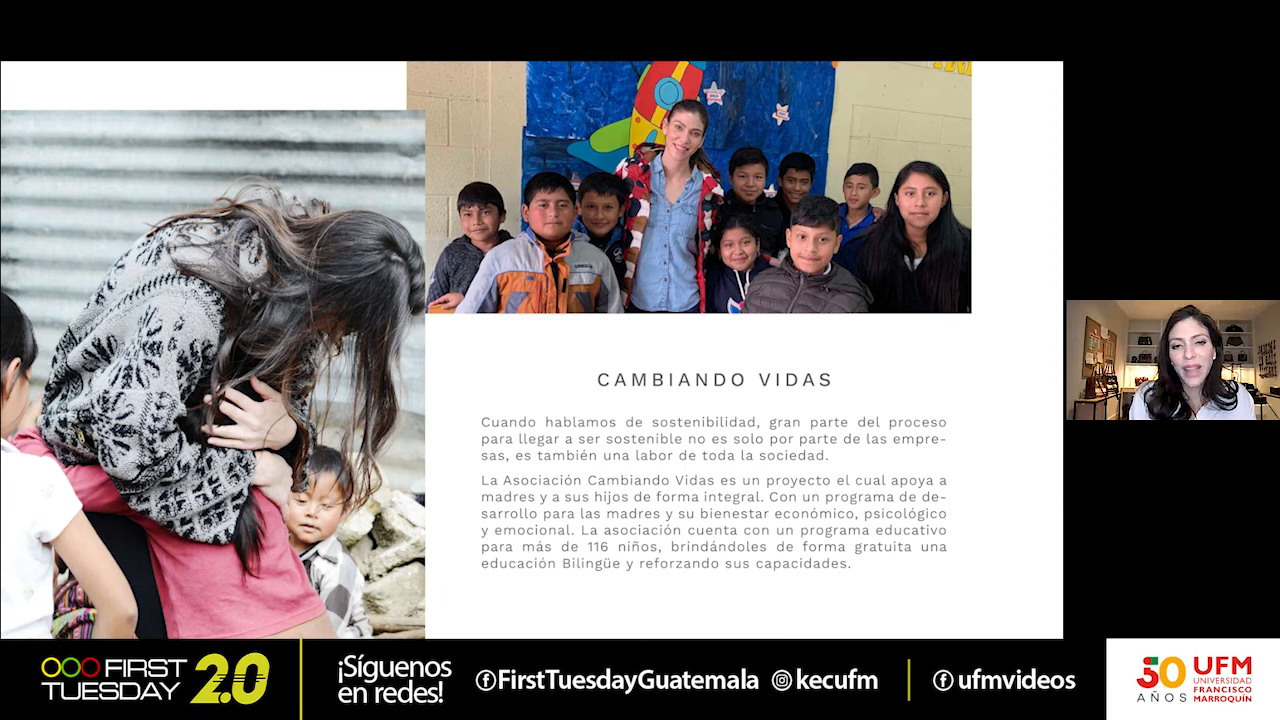 CAMBIANDO VIDAS
Cuando hablamos de sostenibilidad, gran parte del proceso
para llegar a ser sostenible no es solo por parte de las empre-
sas, es también una labor de toda la sociedad.
La Asociación Cambiando Vidas es un proyecto el cual apoya a
madres y a sus hijos de forma integral. Con un programa de de-
sarrollo para las madres y su bienestar económico, psicológico
y emocional. La asociación cuenta con un programa educativo
para más de 116 niños, brindándoles de forma gratuita una
educación Bilingüe y reforzando sus capacidades.
FIRST
TUESDAY 2.0
¡Síguenos
en redes!
FirstTuesdayGuatemala kecufm
ufmvideos
50
AÑOS
UFM
UNIVERSIDAD
FRANCISCO
MARROQUÍN